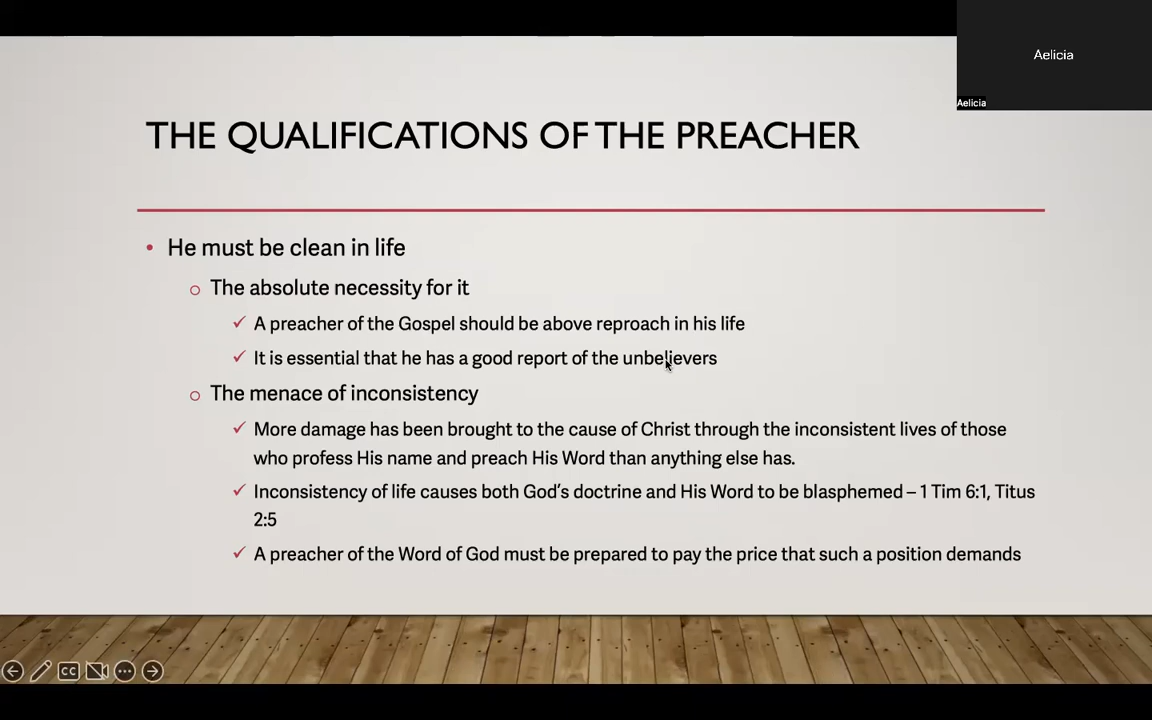 Aelicia
Aelicia
THE QUALIFICATIONS OF THE PREACHER
• He must be clean in life
o The absolute necessity for it
✓ A preacher of the Gospel should be above reproach in his life
✓ It is essential that he has a good report of the unbelievers
o The menace of inconsistency
✓ More damage has been brought to the cause of Christ through the inconsistent lives of those
who profess His name and preach His Word than anything else has.
✓ Inconsistency of life causes both God’s doctrine and His Word to be blasphemed – 1 Tim 6:1, Titus
2:5
✓ A preacher of the Word of God must be prepared to pay the price that such a position demands
CC